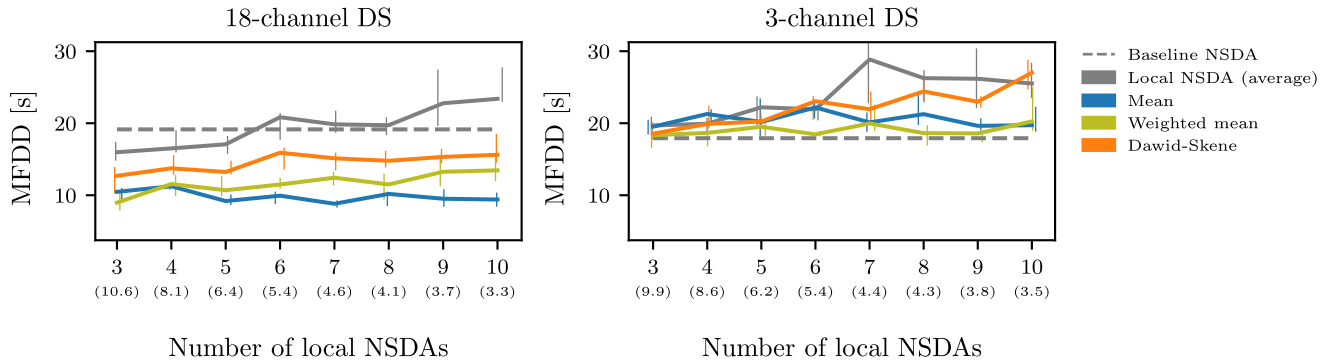 18-channel DS
3-channel DS
MFDD [s]
30
20
10
3 4 5 6 7 8 9 10
(10.6) (8.1) (6.4) (5.4) (4.6) (4.1) (3.7) (3.3)
Number of local NSDAs
MFDD [s]
30
20
10
3 4 5 6 7 8 9 10
(9.9) (8.6) (6.2) (5.4) (4.4) (4.3) (3.8) (3.5)
Number of local NSDAs
Baseline NSDA
Local NSDA (average)
Mean
Weighted mean
Dawid-Skene